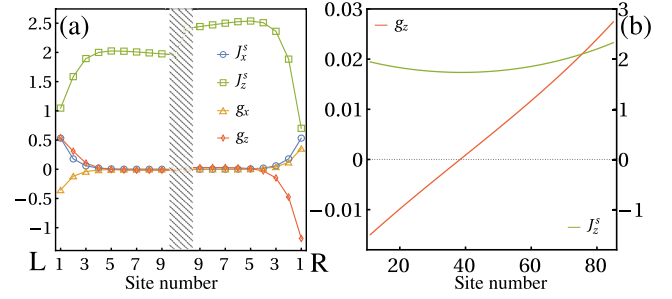 (a)
2.5
2
1.5
1
0.5
0
−0.5
−1
J_x^s
J_z^s
g_x
g_z
L 1 3 5 7 9 9 7 5 3 1 R
Site number
0.03
0.02
0.01
0
−0.01
g_z
3 (b)
2
1
0
−1
J_z^s
20 40 60 80
Site number